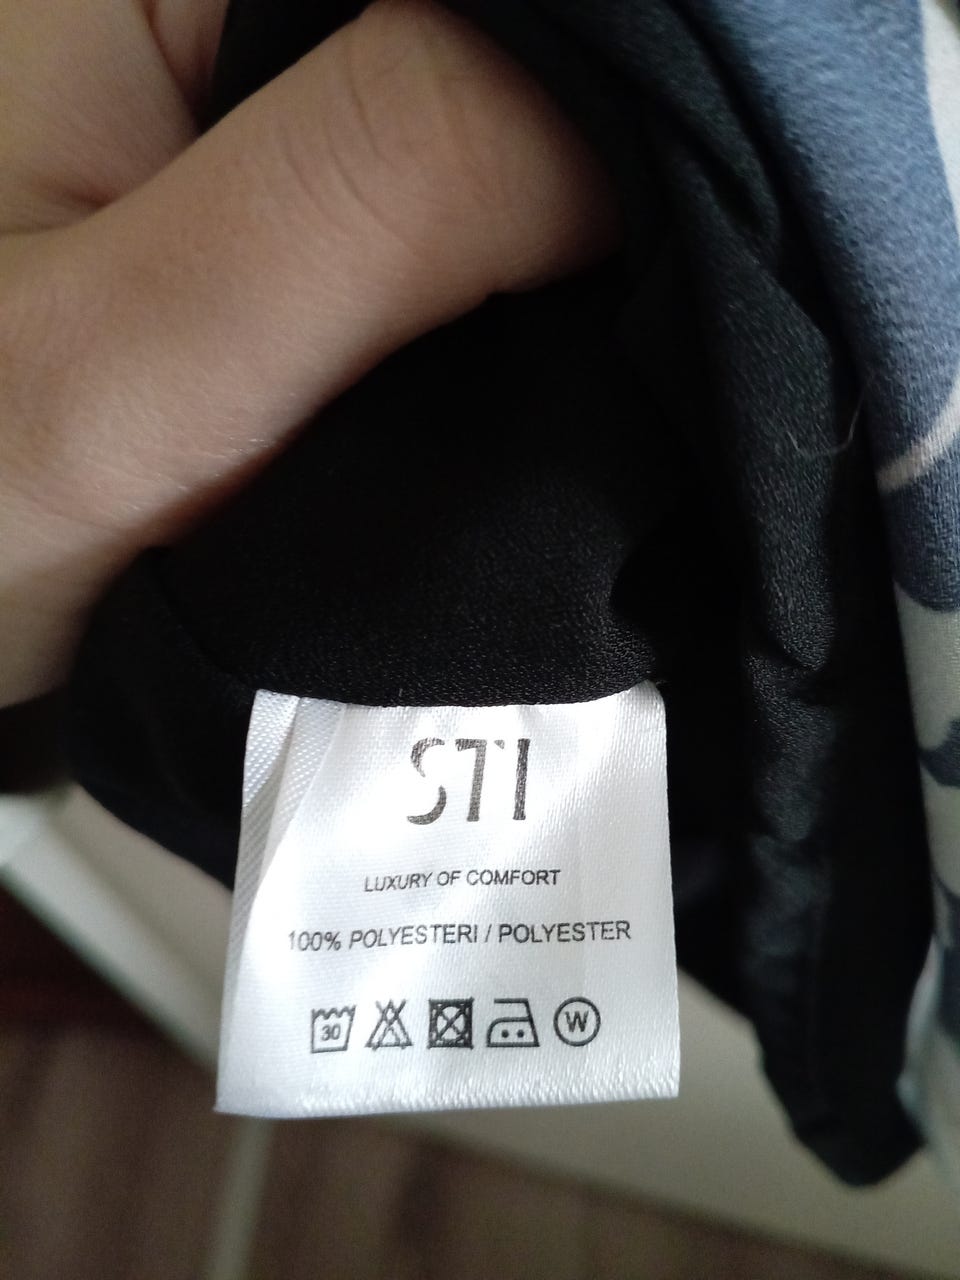 STI
LUXURY OF COMFORT
100% POLYESTERI / POLYESTER
30 W